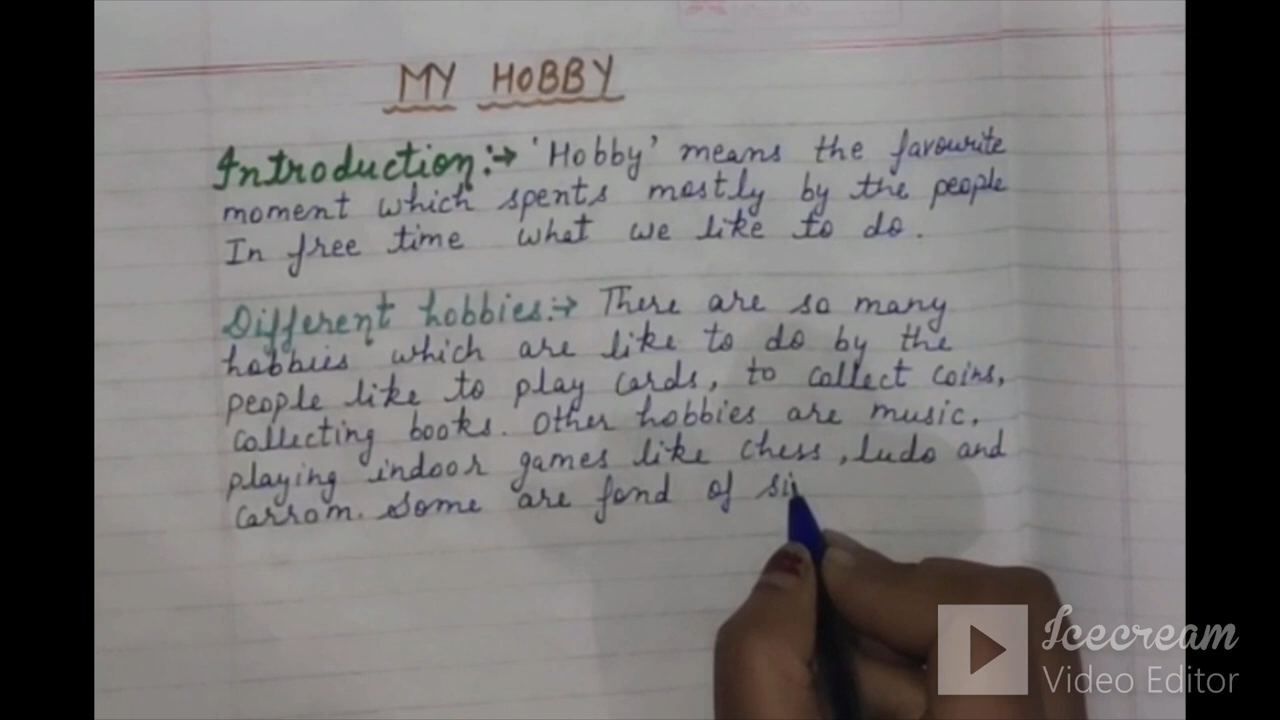 MY HOBBY
Introduction:→ 'Hobby' means the favourite
moment which spents mostly by the people
In free time what we like to do.
Different hobbies:→ There are so many
hobbies which are like to do by the
people like to play cards, to collect coins,
collecting books. Other hobbies are music,
playing indoor games like chess, ludo and
carrom. Some are fond of si
Icecream
Video Editor